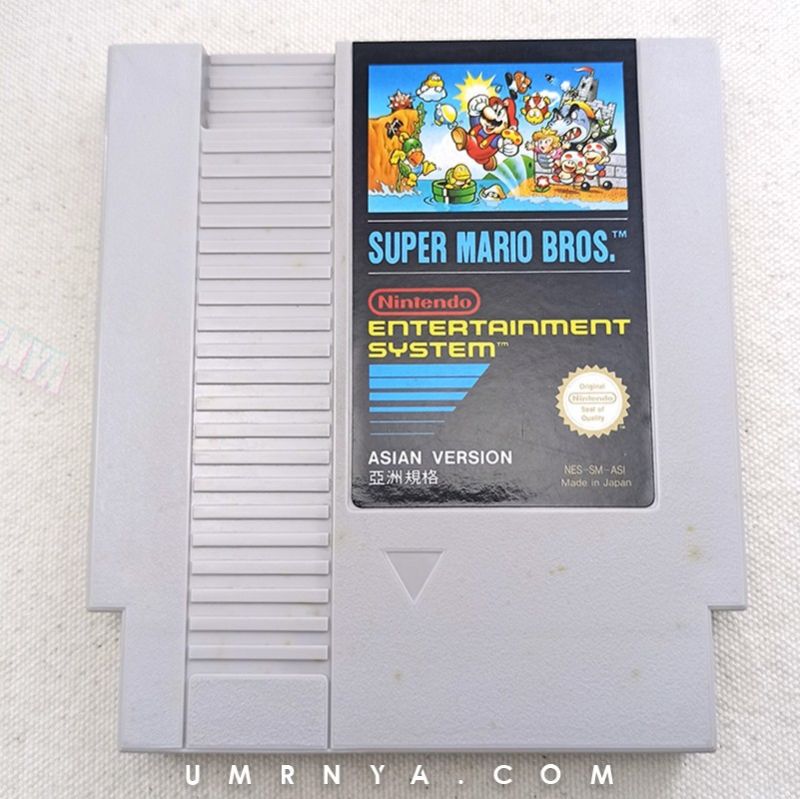 SUPER MARIO BROS.™
Nintendo
ENTERTAINMENT
SYSTEM™
Original
Nintendo
Seal of
Quality
ASIAN VERSION
亞洲規格
NES-SM-ASI
Made in Japan
UMRNYA.COM